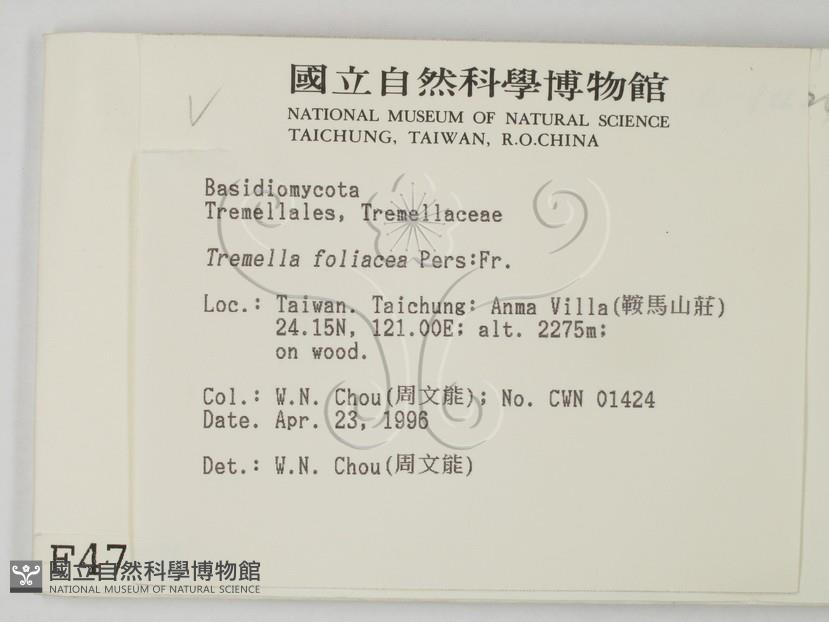 國立自然科學博物館
NATIONAL MUSEUM OF NATURAL SCIENCE
TAICHUNG, TAIWAN, R.O.CHINA
Basidiomycota
Tremellales, Tremellaceae
Tremella foliacea Pers:Fr.
Loc.: Taiwan. Taichung: Anma Villa(鞍馬山莊)
24.15N, 121.00E; alt. 2275m;
on wood.
Col.: W.N. Chou(周文能); No. CWN 01424
Date. Apr. 23, 1996
Det.: W.N. Chou(周文能)
F47
國立自然科學博物館
NATIONAL MUSEUM OF NATURAL SCIENCE